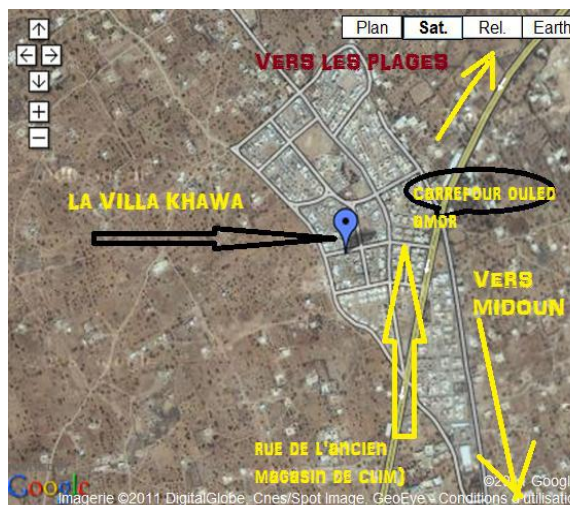 Plan Sat. Rel. Earth
VERS LES PLAGES
LA VILLA KHAWA
CARREFOUR OULED
AMOR
VERS
MIDOUN
RUE DE L'ANCIEN
MAGASIN DE CLIM)
Google
Imagerie ©2011 DigitalGlobe, Cnes/Spot Image, GeoEye - Conditions d'utilisation